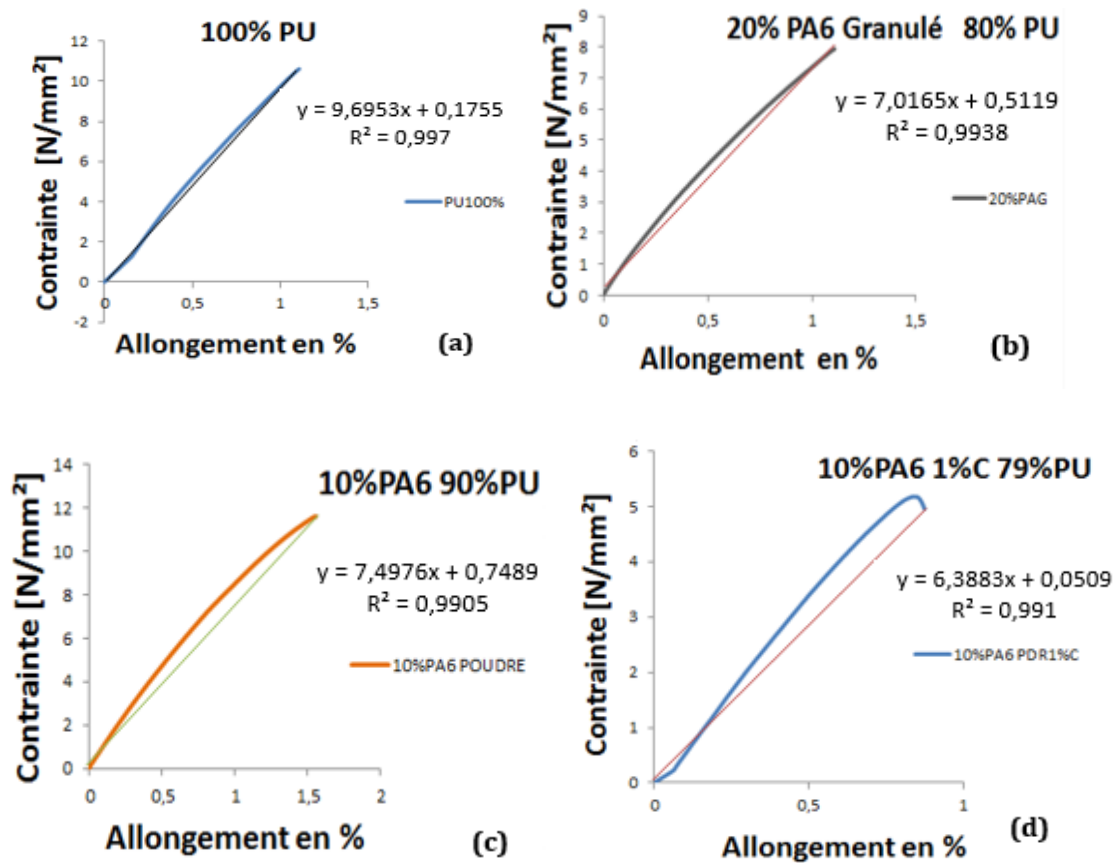 100% PU
Contrainte [N/mm²]
12
10
8
6
4
2
0
-2
0
0,5
1
1,5
y = 9,6953x + 0,1755
R² = 0,997
PU100%
Allongement en %
(a)
20% PA6 Granulé 80% PU
Contrainte [N/mm²]
9
8
7
6
5
4
3
2
1
0
0
0,5
1
1,5
y = 7,0165x + 0,5119
R² = 0,9938
20%PAG
Allongement en %
(b)
10%PA6 90%PU
Contrainte [N/mm²]
14
12
10
8
6
4
2
0
0
0,5
1
1,5
2
y = 7,4976x + 0,7489
R² = 0,9905
10%PA6 POUDRE
Allongement en %
(c)
10%PA6 1%C 79%PU
Contrainte [N/mm²]
6
5
4
3
2
1
0
0
0,5
1
y = 6,3883x + 0,0509
R² = 0,991
10%PA6 PDR1%C
Allongement en %
(d)